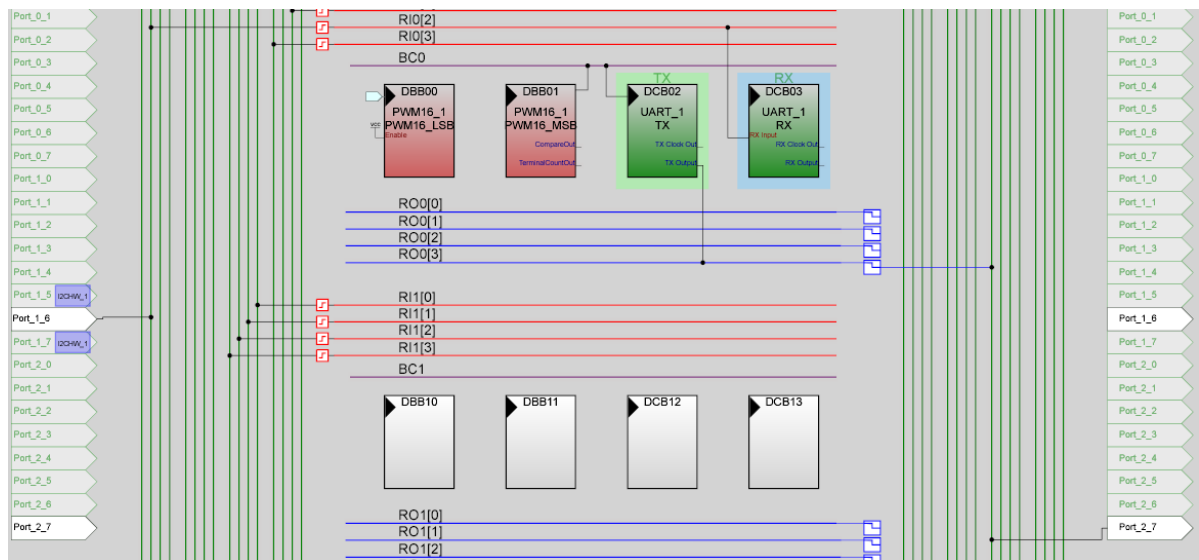 Port_0_1
Port_0_2
Port_0_3
Port_0_4
Port_0_5
Port_0_6
Port_0_7
Port_1_0
Port_1_1
Port_1_2
Port_1_3
Port_1_4
Port_1_5 I2CHW_1
Port_1_6
Port_1_7 I2CHW_1
Port_2_0
Port_2_1
Port_2_2
Port_2_3
Port_2_4
Port_2_5
Port_2_6
Port_2_7
RI0[2]
RI0[3]
BC0
DBB00
PWM16_1
PWM16_LSB
VCC
Enable
DBB01
PWM16_1
PWM16_MSB
CompareOut
TerminalCountOut
TX
DCB02
UART_1
TX
TX Clock Out
TX Output
RX
DCB03
UART_1
RX
RX Input
RX Clock Out
RX Output
RO0[0]
RO0[1]
RO0[2]
RO0[3]
RI1[0]
RI1[1]
RI1[2]
RI1[3]
BC1
DBB10
DBB11
DCB12
DCB13
RO1[0]
RO1[1]
RO1[2]
Port_0_1
Port_0_2
Port_0_3
Port_0_4
Port_0_5
Port_0_6
Port_0_7
Port_1_0
Port_1_1
Port_1_2
Port_1_3
Port_1_4
Port_1_5
Port_1_6
Port_1_7
Port_2_0
Port_2_1
Port_2_2
Port_2_3
Port_2_4
Port_2_5
Port_2_6
Port_2_7